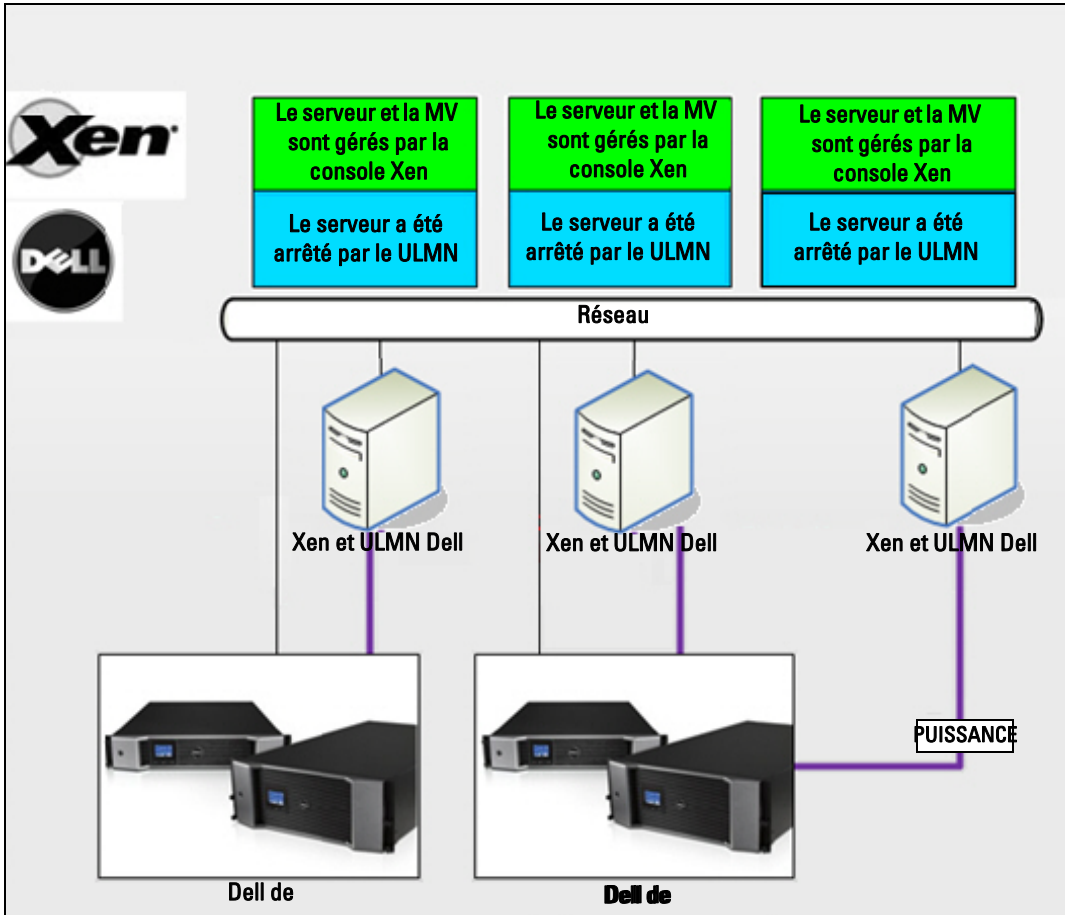 Xen
DELL
Le serveur et la MV
sont gérés par la
console Xen
Le serveur et la MV
sont gérés par la
console Xen
Le serveur et la MV
sont gérés par la
console Xen
Le serveur a été
arrêté par le ULMN
Le serveur a été
arrêté par le ULMN
Le serveur a été
arrêté par le ULMN
Réseau
Xen et ULMN Dell
Xen et ULMN Dell
Xen et ULMN Dell
PUISSANCE
Dell de
Dell de